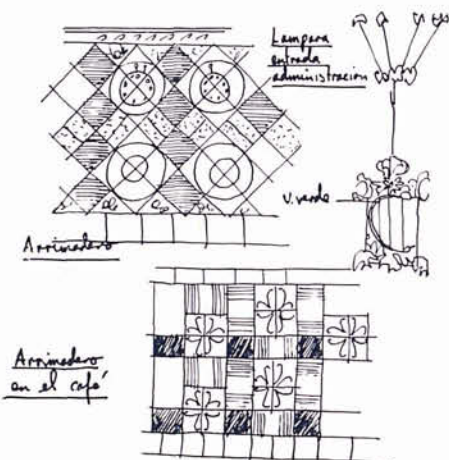 Lampara
entrada
administración
V. verde
Arrimadero
Arrimadero
en el café